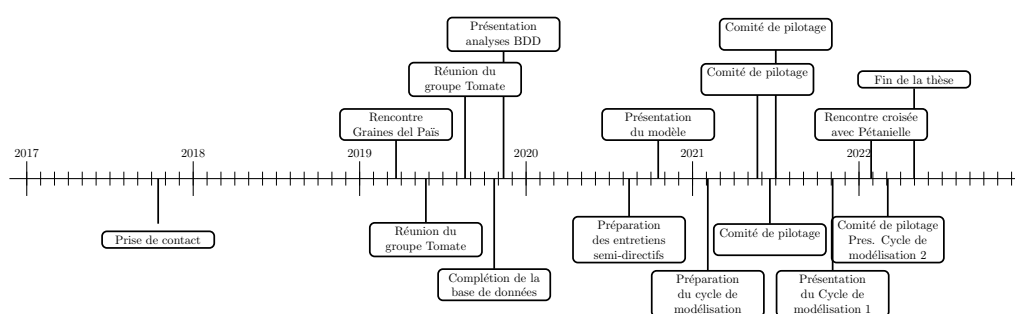 Présentation
analyses BDD
Comité de pilotage
Réunion du
groupe Tomate
Comité de pilotage
Fin de la thèse
Rencontre
Graines del Païs
Présentation
du modèle
Rencontre croisée
avec Pétanielle
2017
2018
2019
2020
2021
2022
Prise de contact
Réunion du
groupe Tomate
Complétion de la
base de données
Préparation
des entretiens
semi-directifs
Comité de pilotage
Comité de pilotage
Pres. Cycle de
modélisation 2
Préparation
du cycle de
modélisation
Présentation
du Cycle de
modélisation 1